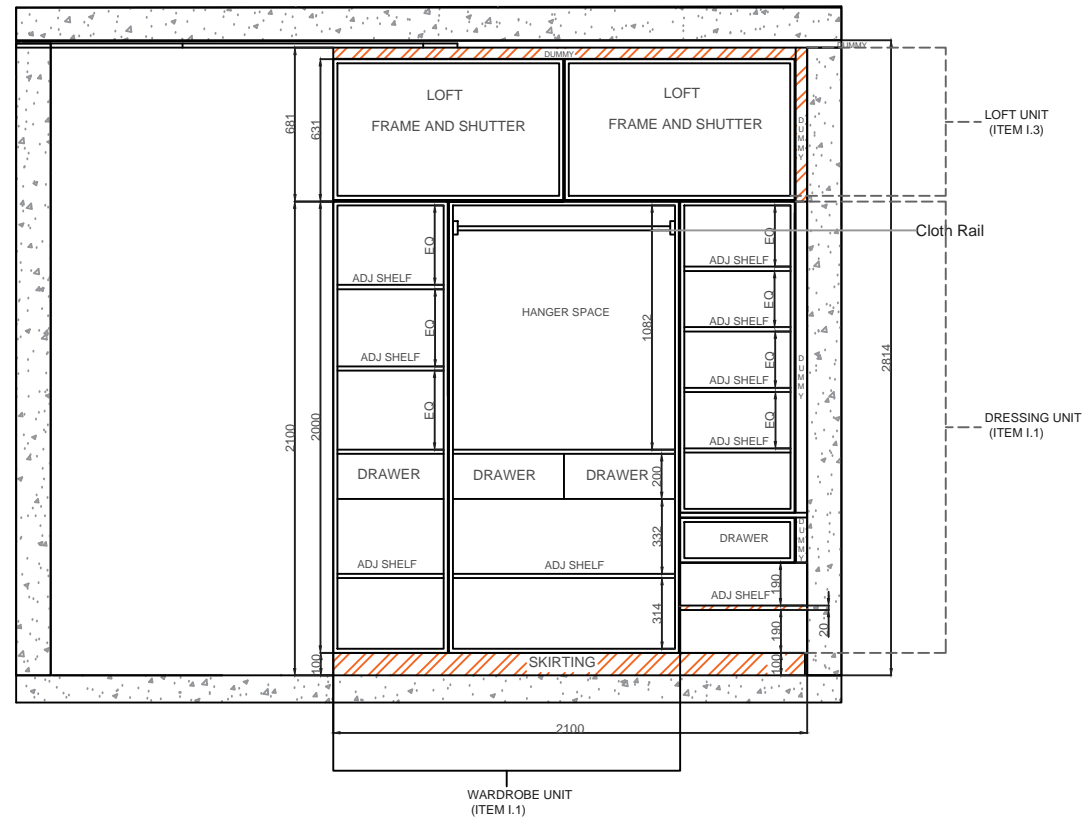 DUMMY
DUMMY
LOFT
FRAME AND SHUTTER
LOFT
FRAME AND SHUTTER
DUMMY
681
631
LOFT UNIT
(ITEM I.3)
Cloth Rail
EQ
ADJ SHELF
EQ
ADJ SHELF
EQ
HANGER SPACE
1082
EQ
ADJ SHELF
EQ
ADJ SHELF
EQ
ADJ SHELF
EQ
ADJ SHELF
DUMMY
2814
2100
2000
DRESSING UNIT
(ITEM I.1)
DRAWER
DRAWER
DRAWER
200
DRAWER
DUMMY
332
ADJ SHELF
ADJ SHELF
314
190
ADJ SHELF
20
190
100
SKIRTING
100
2100
WARDROBE UNIT
(ITEM I.1)